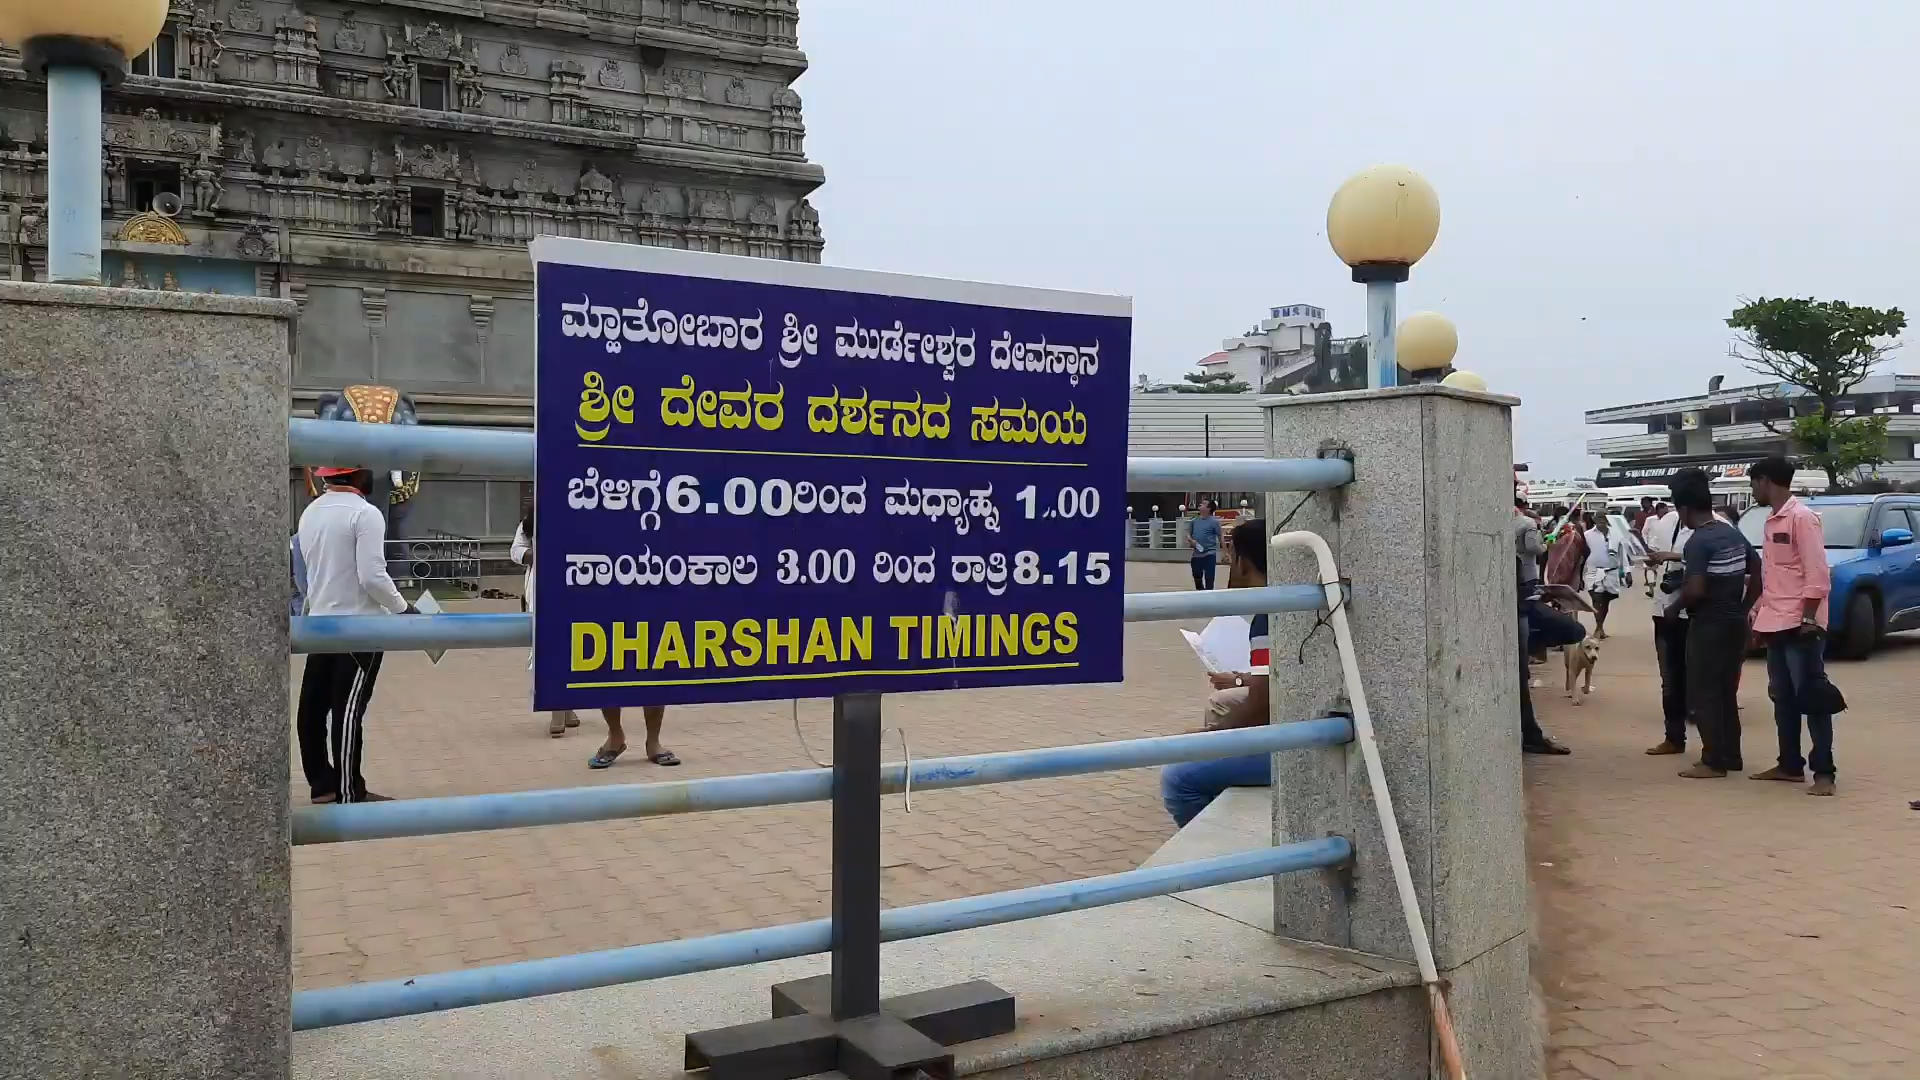 ಮ್ಹಾತೋಬಾರ ಶ್ರೀ ಮುರ್ಡೇಶ್ವರ ದೇವಸ್ಥಾನ
ಶ್ರೀ ದೇವರ ದರ್ಶನದ ಸಮಯ
ಬೆಳಿಗ್ಗೆ6.00ರಿಂದ ಮಧ್ಯಾಹ್ನ 1.00
ಸಾಯಂಕಾಲ 3.00 ರಿಂದ ರಾತ್ರಿ8.15
DHARSHAN TIMINGS